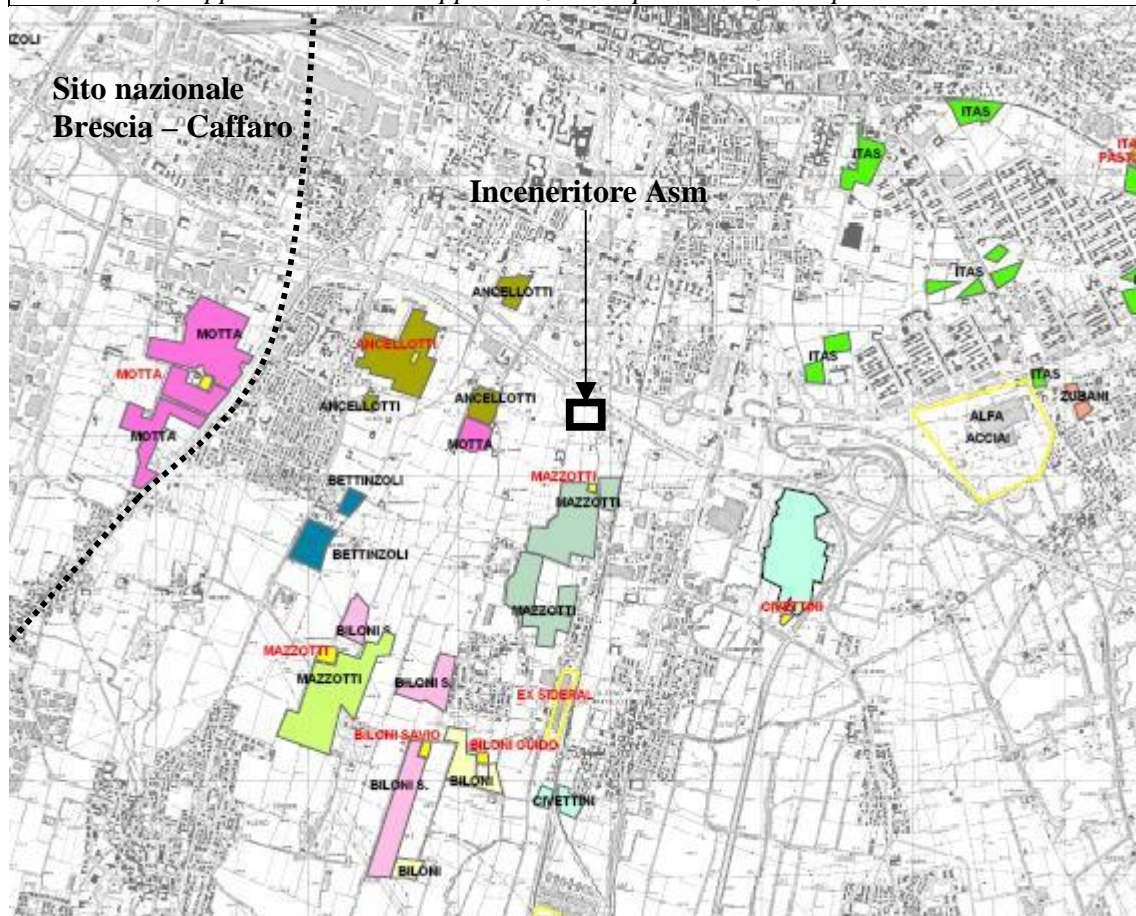 NZOLI
Sito nazionale
Brescia – Caffaro
ITAS
ITAS
Inceneritore Asm
ANCELLOTTI
ITAS
MOTTA
ANCELLOTTI
ITAS
MOTTA
ANCELLOTTI
ANCELLOTTI
ITAS
ZUBANI
ALFA
ACCIAI
MOTTA
MOTTA
MAZZOTTI
BETTINZOLI
MAZZOTTI
BETTINZOLI
CIVETTINI
MAZZOTTI
BILONI S.
MAZZOTTI
MAZZOTTI
BILONI S.
EX SIDERAL
BILONI SAVIO
BILONI GUIDO
BILONI S.
BILONI
CIVETTINI
BILONI